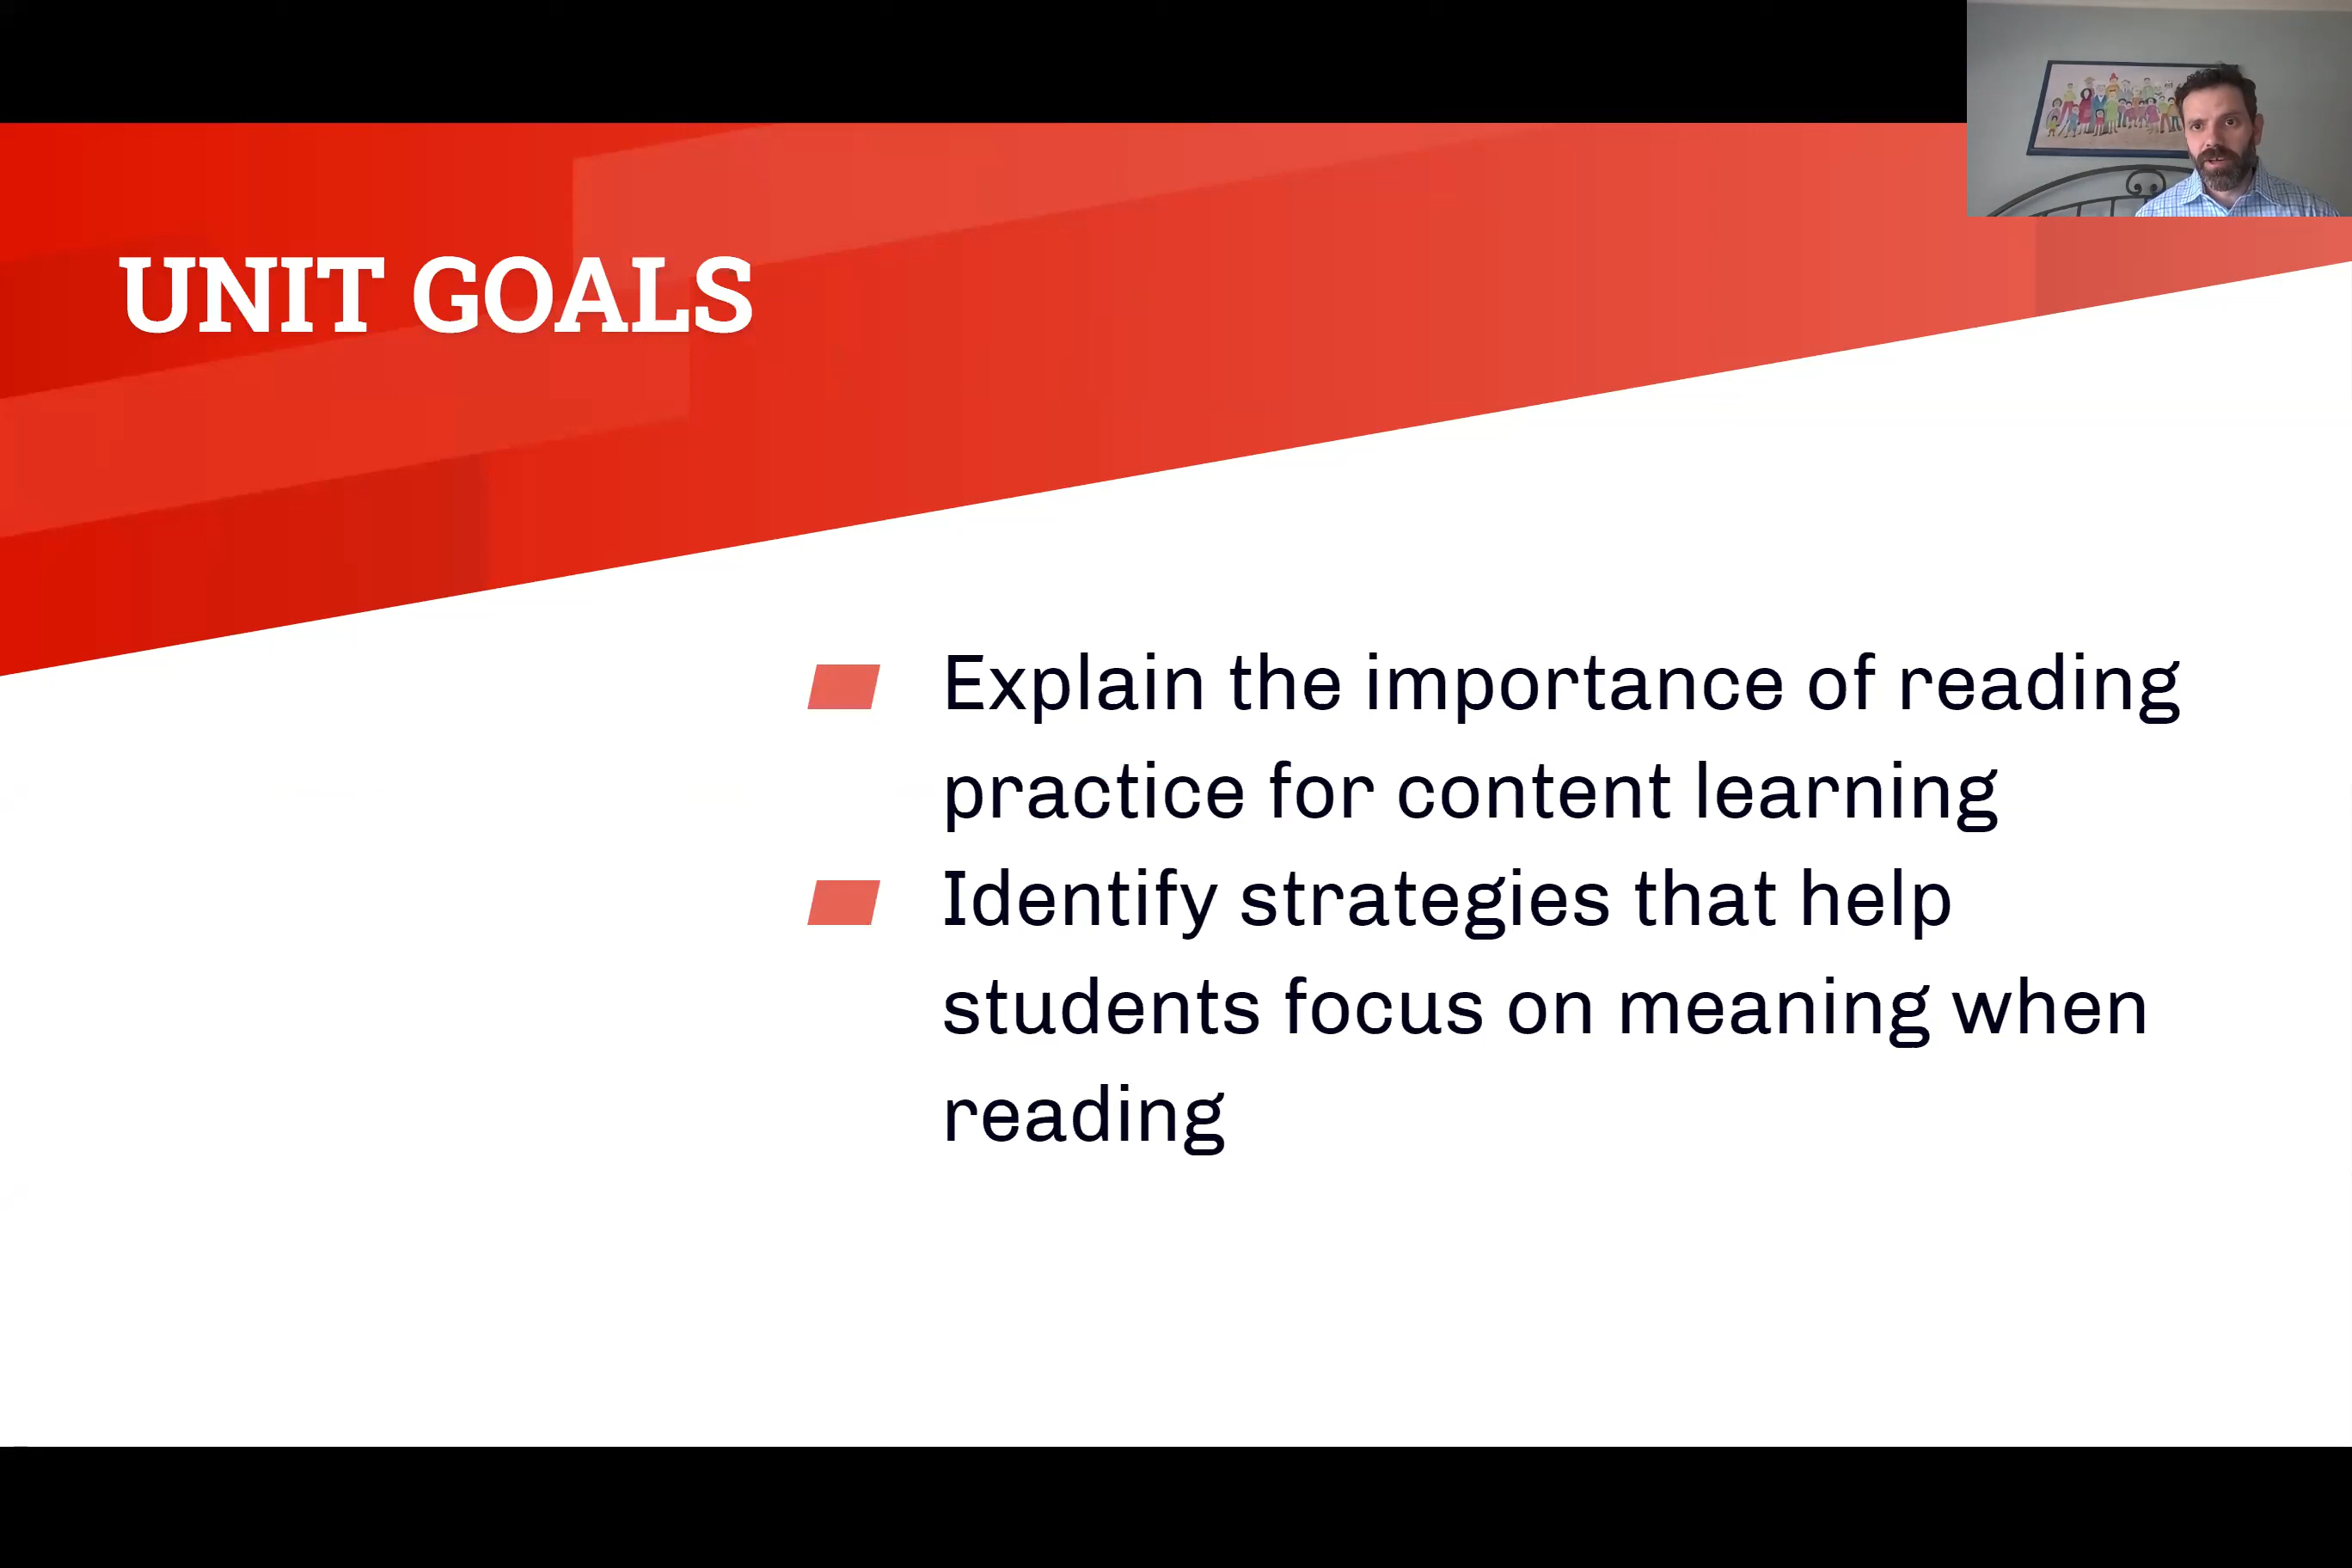 UNIT GOALS
Explain the importance of reading
practice for content learning
Identify strategies that help
students focus on meaning when
reading